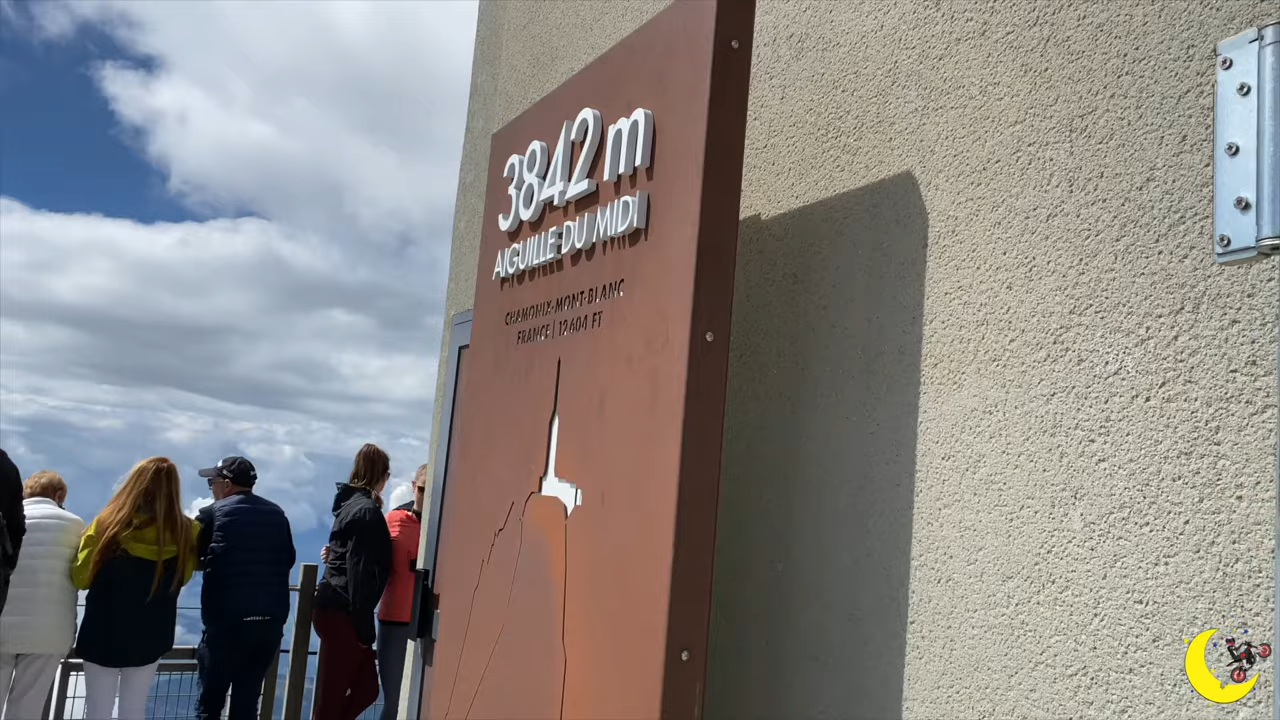 3842 m
AIGUILLE DU MIDI
CHAMONIX-MONT-BLANC
FRANCE | 12604 FT